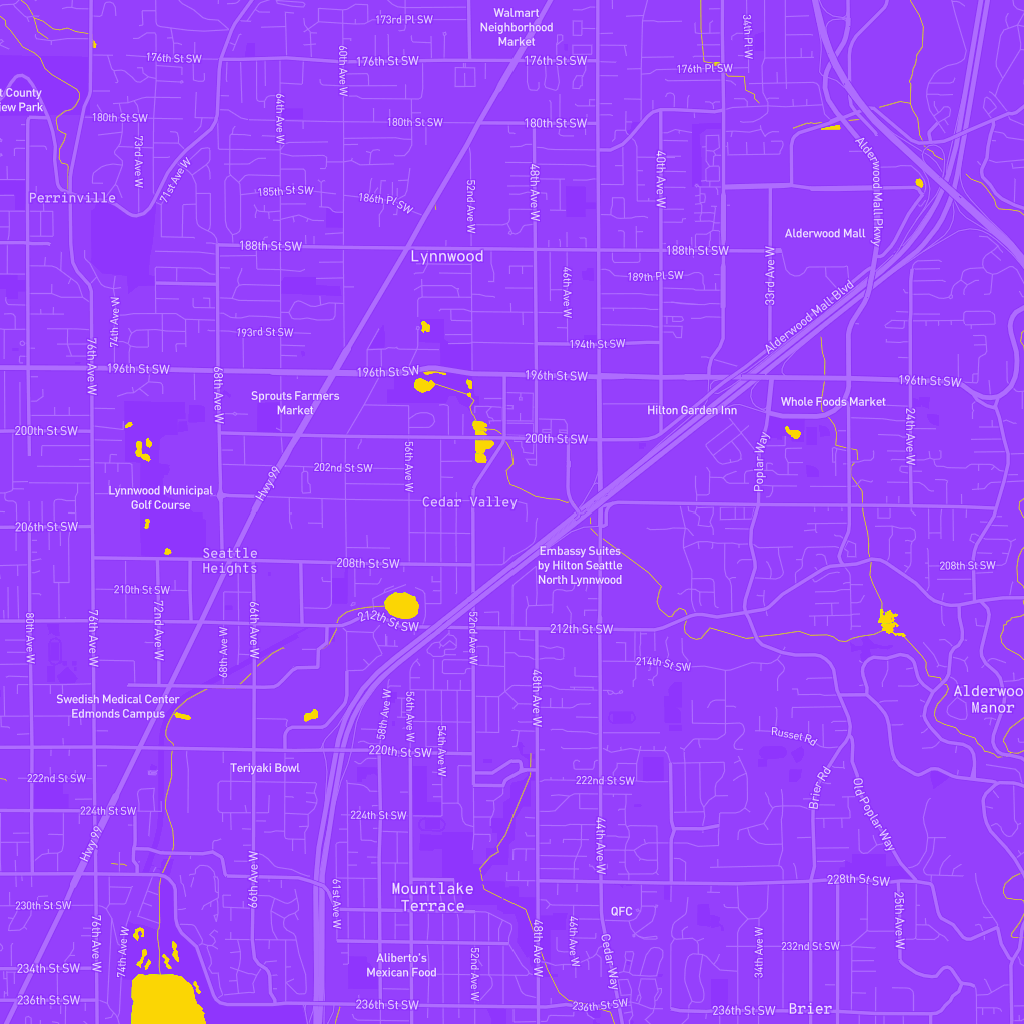 173rd Pl SW
Walmart
Neighborhood
Market
34th Pl W
176th St SW
60th Ave W
176th St SW
176th St SW
176th Pl SW
64th Ave W
180th St SW
73rd Ave W
180th St SW
180th St SW
Alderwood Mall Pkwy
71st Ave W
40th Ave W
48th Ave W
52nd Ave W
185th St SW
186th Pl SW
Perrinville
Alderwood Mall
188th St SW
Lynnwood
188th St SW
189th Pl SW
33rd Ave W
49th Ave W
Alderwood Mall Blvd
74th Ave W
193rd St SW
194th St SW
76th Ave W
196th St SW
68th Ave W
196th St SW
196th St SW
196th St SW
Sprouts Farmers
Market
Hilton Garden Inn
Whole Foods Market
24th Ave W
200th St SW
200th St SW
Poplar Way
56th Ave W
202nd St SW
Hwy 99
Lynnwood Municipal
Golf Course
Cedar Valley
206th St SW
Seattle
Heights
208th St SW
Embassy Suites
by Hilton Seattle
North Lynnwood
208th St SW
210th St SW
72nd Ave W
66th Ave W
80th Ave W
76th Ave W
68th Ave W
212th St SW
52nd Ave W
212th St SW
214th St SW
Swedish Medical Center
Edmonds Campus
48th Ave W
58th Ave W
56th Ave W
54th Ave W
Manor
Russet Rd
220th St SW
Teriyaki Bowl
222nd St SW
222nd St SW
Brier Rd
Old Poplar Way
224th St SW
224th St SW
Hwy 99
44th Ave W
66th Ave W
61st Ave W
Mountlake
Terrace
228th St SW
230th St SW
76th Ave W
74th Ave W
QFC
25th Ave W
48th Ave W
46th Ave W
Cedar Way
34th Ave W
232nd St SW
Aliberto's
Mexican Food
52nd Ave W
234th St SW
236th St SW
236th St SW
236th St SW
236th St SW
Brier